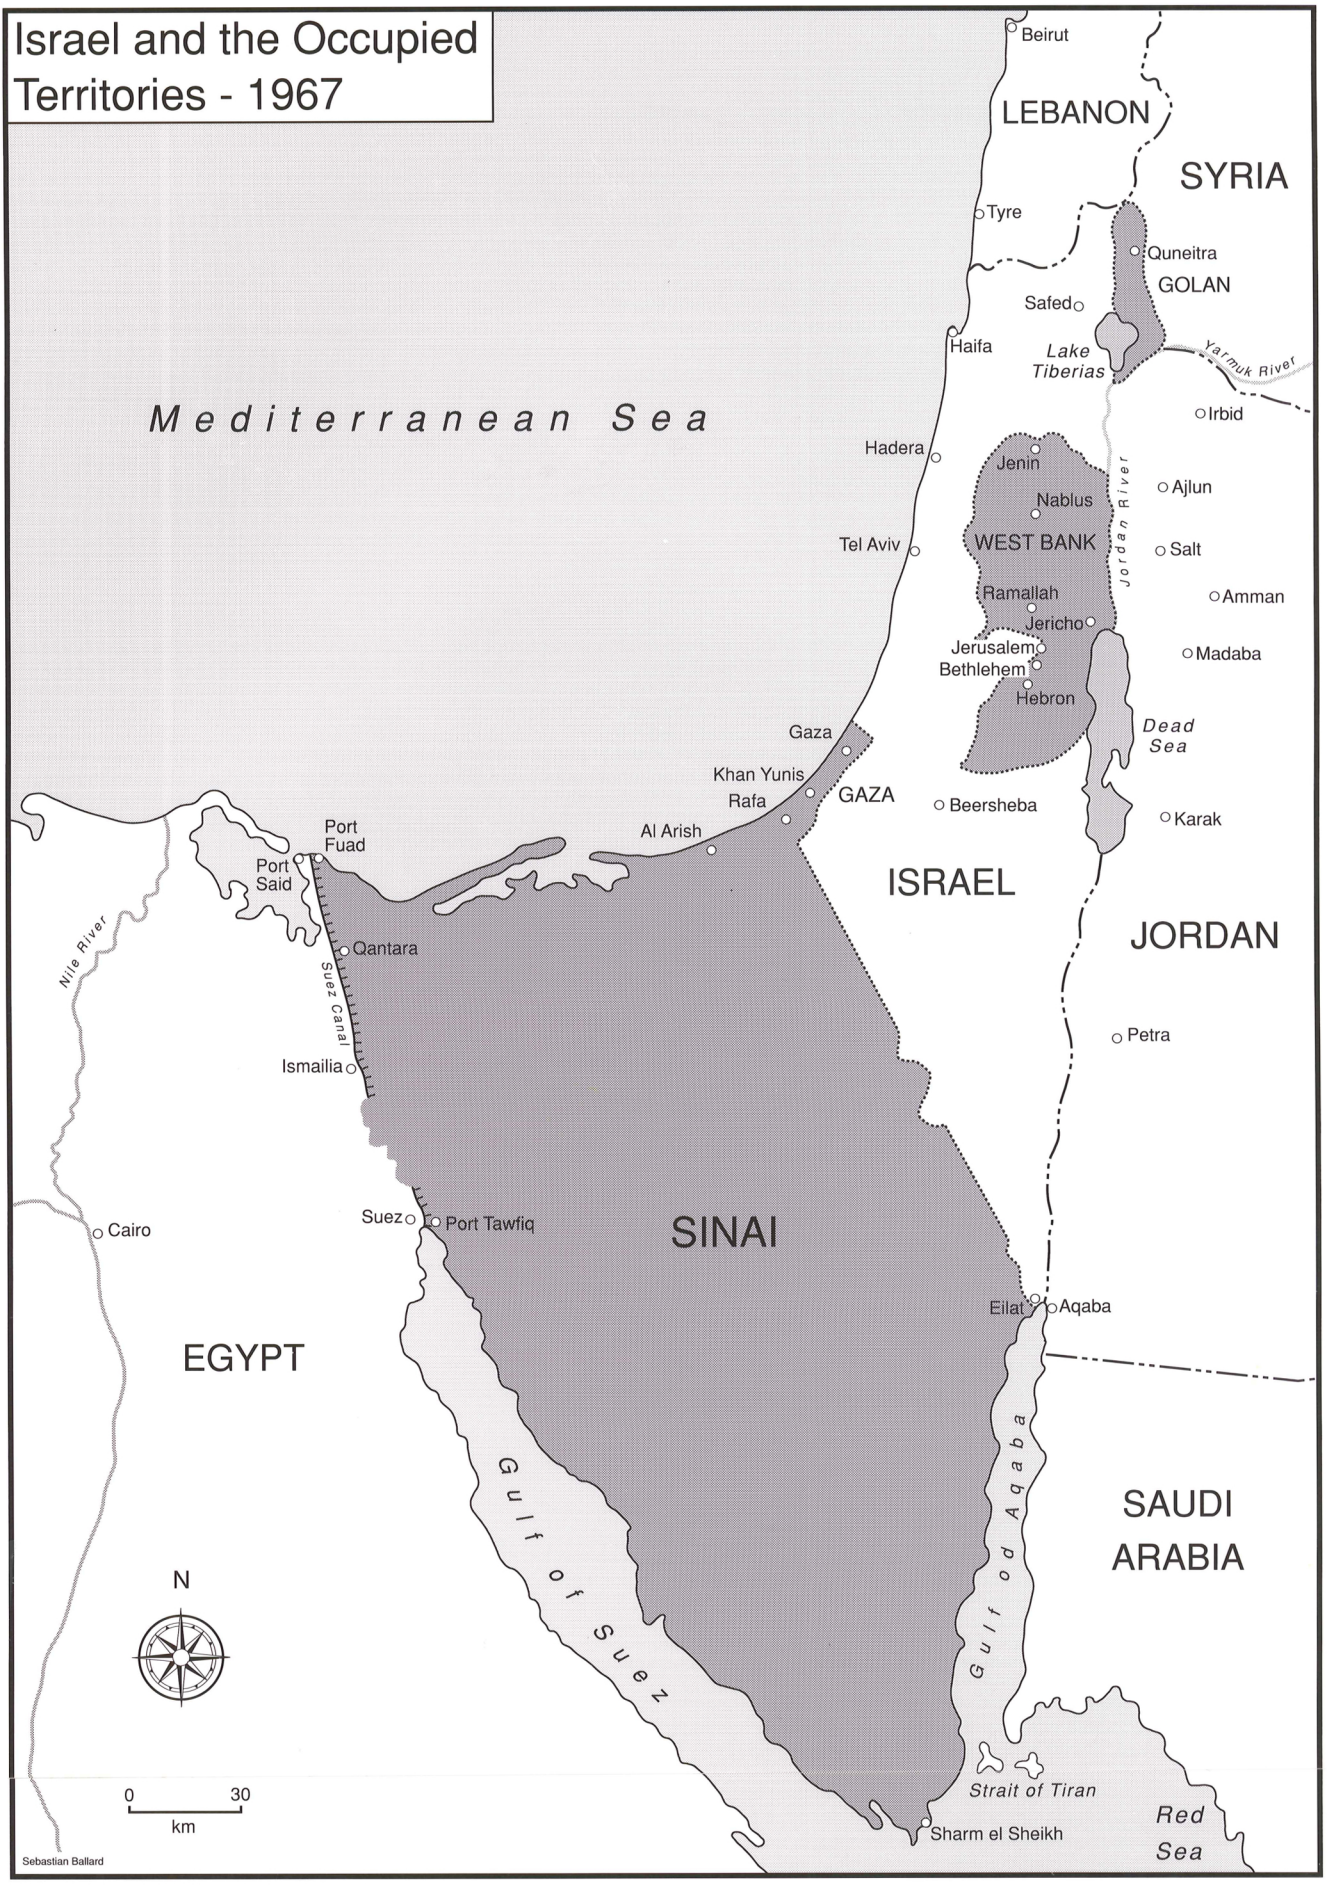 Israel and the Occupied
Territories - 1967
Beirut
LEBANON
SYRIA
Tyre
Quneitra
GOLAN
Safed
Haifa
Lake
Tiberias
Yarmuk River
Mediterranean Sea
Irbid
Hadera
Jenin
Jordan River
Ajlun
Nablus
Tel Aviv
WEST BANK
Salt
Ramallah
Amman
Jericho
Jerusalem
Bethlehem
Madaba
Hebron
Dead
Sea
Gaza
Khan Yunis
GAZA
Rafa
Beersheba
Karak
Al Arish
Port
Fuad
Port
Said
ISRAEL
JORDAN
Nile River
Qantara
Suez Canal
Petra
Ismailia
Cairo
Suez
Port Tawfiq
SINAI
Eilat
Aqaba
EGYPT
Gulf od Aqaba
Gulf of Suez
SAUDI
ARABIA
N
Strait of Tiran
0 30
km
Red
Sea
Sharm el Sheikh
Sebastian Ballard